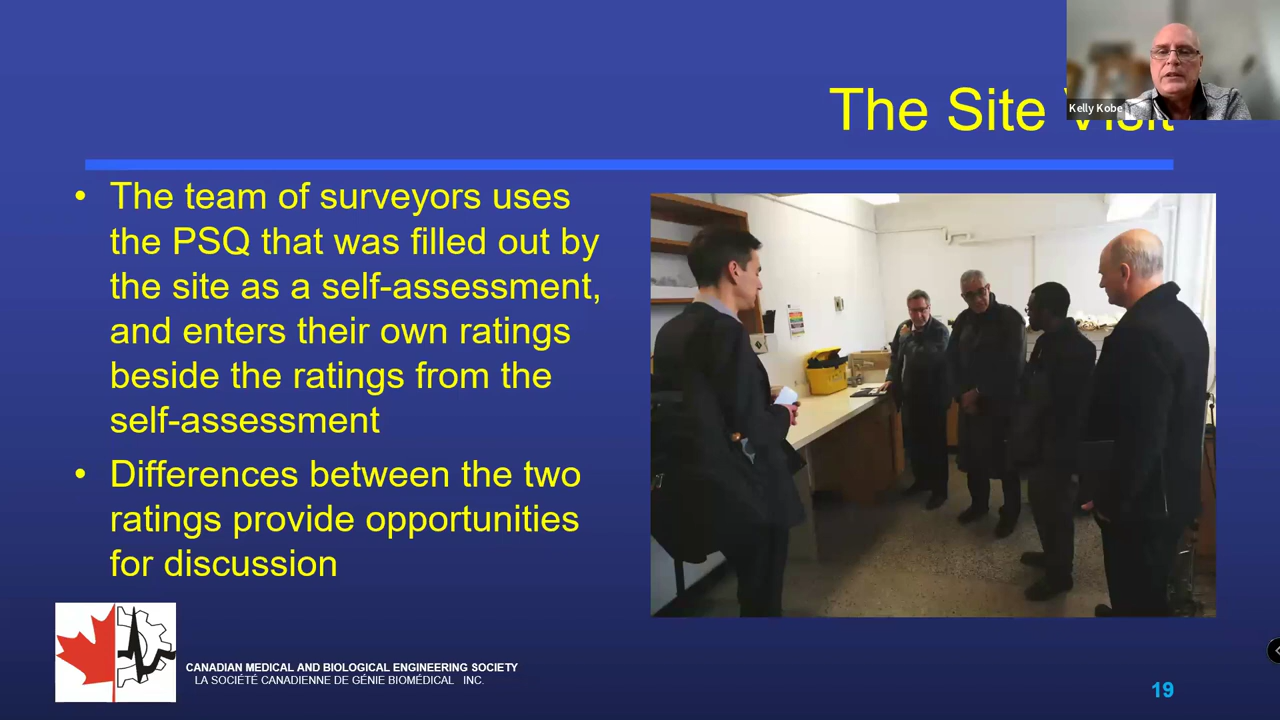 The Site Visit
Kelly Kobe
• The team of surveyors uses
the PSQ that was filled out by
the site as a self-assessment,
and enters their own ratings
beside the ratings from the
self-assessment
• Differences between the two
ratings provide opportunities
for discussion
CANADIAN MEDICAL AND BIOLOGICAL ENGINEERING SOCIETY
LA SOCIÉTÉ CANADIENNE DE GÉNIE BIOMÉDICAL INC.
19